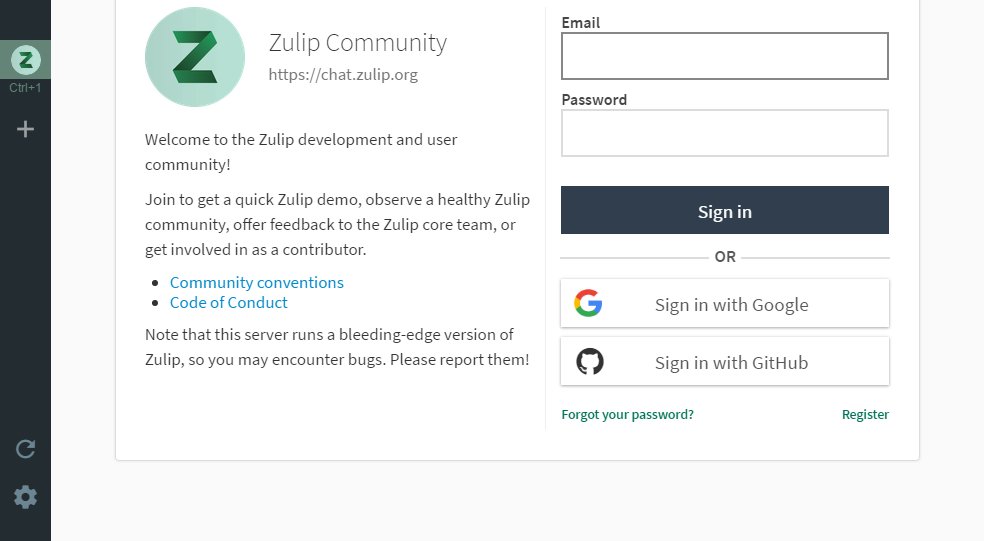 Ctrl+1
Zulip Community
https://chat.zulip.org
Welcome to the Zulip development and user
community!
Join to get a quick Zulip demo, observe a healthy Zulip
community, offer feedback to the Zulip core team, or
get involved in as a contributor.
Community conventions
Code of Conduct
Note that this server runs a bleeding-edge version of
Zulip, so you may encounter bugs. Please report them!
Email
Password
Sign in
OR
Sign in with Google
Sign in with GitHub
Forgot your password?
Register